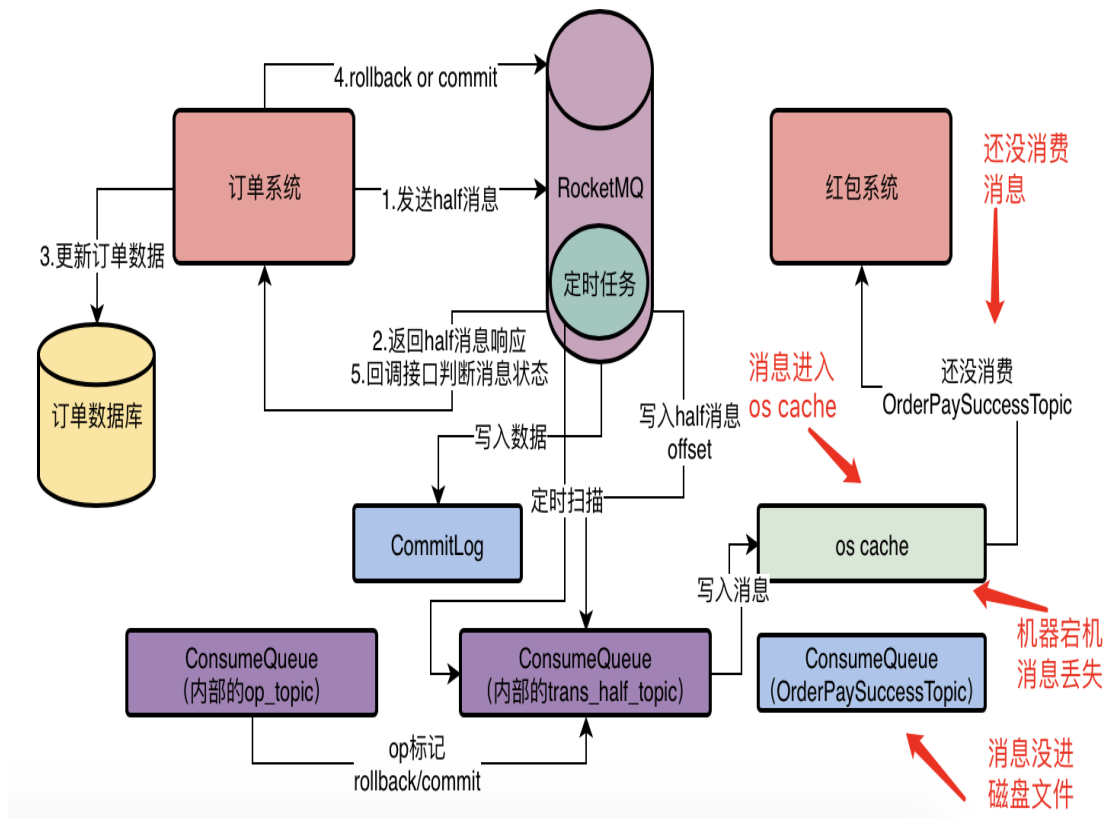 4.rollback or commit
订单系统
1.发送half消息
RocketMQ
红包系统
还没消费
消息
3.更新订单数据
定时任务
2.返回half消息响应
5.回调接口判断消息状态
订单数据库
消息进入
os cache
还没消费
OrderPaySuccessTopic
写入half消息
offset
写入数据
定时扫描
CommitLog
os cache
写入消息
机器宕机
消息丢失
ConsumeQueue
（内部的op_topic）
ConsumeQueue
（内部的trans_half_topic）
ConsumeQueue
（OrderPaySuccessTopic）
op标记
rollback/commit
消息没进
磁盘文件